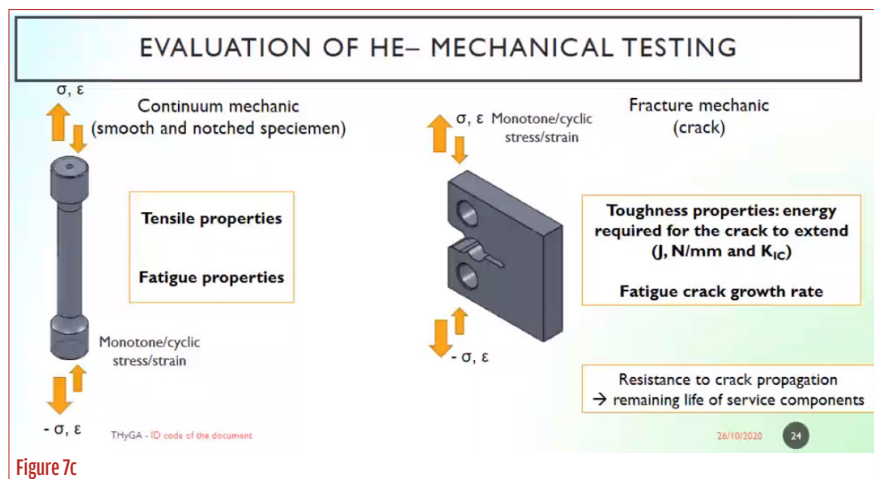 EVALUATION OF HE– MECHANICAL TESTING
σ, ε
Continuum mechanic
(smooth and notched speciemen)
Tensile properties
Fatigue properties
Monotone/cyclic
stress/strain
- σ, ε
σ, ε Monotone/cyclic
stress/strain
Fracture mechanic
(crack)
Toughness properties: energy
required for the crack to extend
(J, N/mm and K_IC)
Fatigue crack growth rate
- σ, ε
Resistance to crack propagation
→ remaining life of service components
THyGA - ID code of the document
26/10/2020
24
Figure 7c